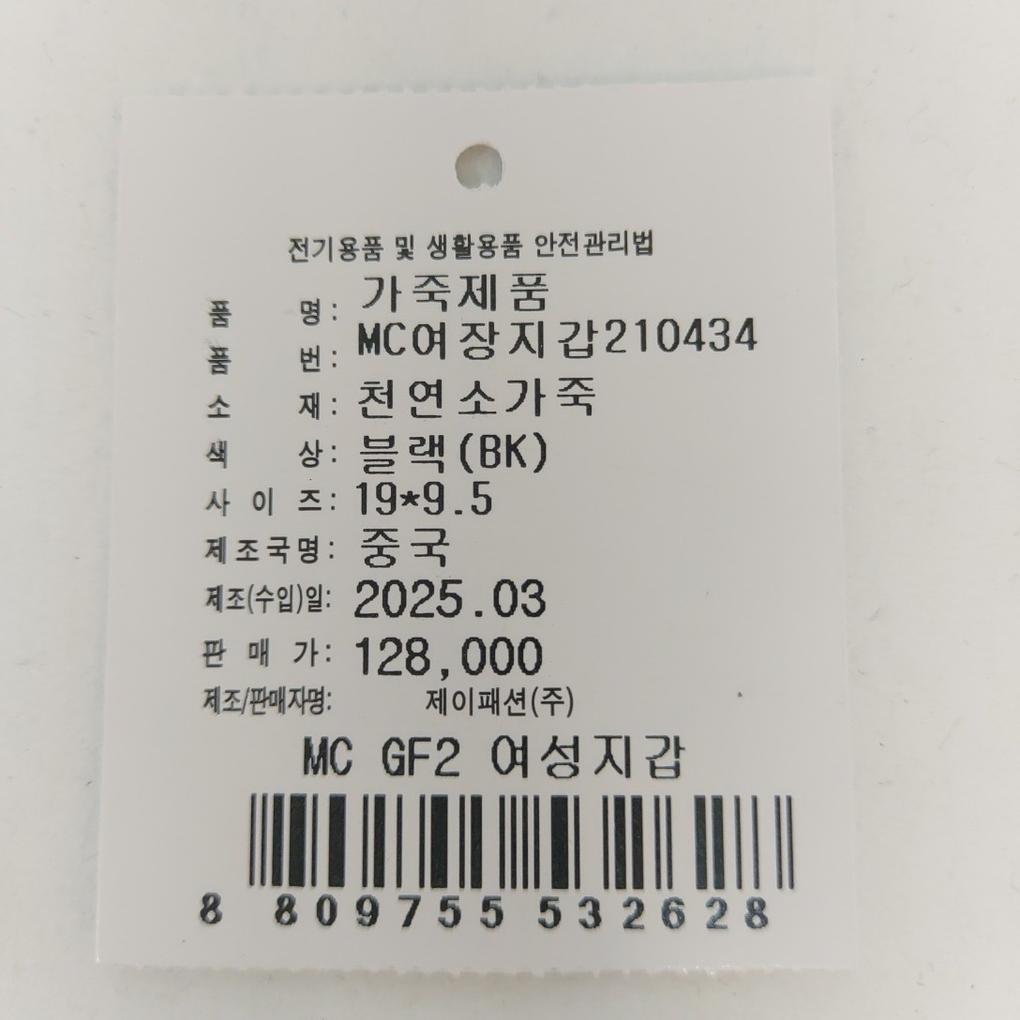 전기용품 및 생활용품 안전관리법
품 명: 가죽제품
품 번: MC여장지갑210434
소 재: 천연소가죽
색 상: 블랙(BK)
사 이 즈: 19*9.5
제조국명: 중국
제조(수입)일: 2025.03
판 매 가: 128,000
제조/판매자명: 제이패션(주)
MC GF2 여성지갑
8 809755 532628